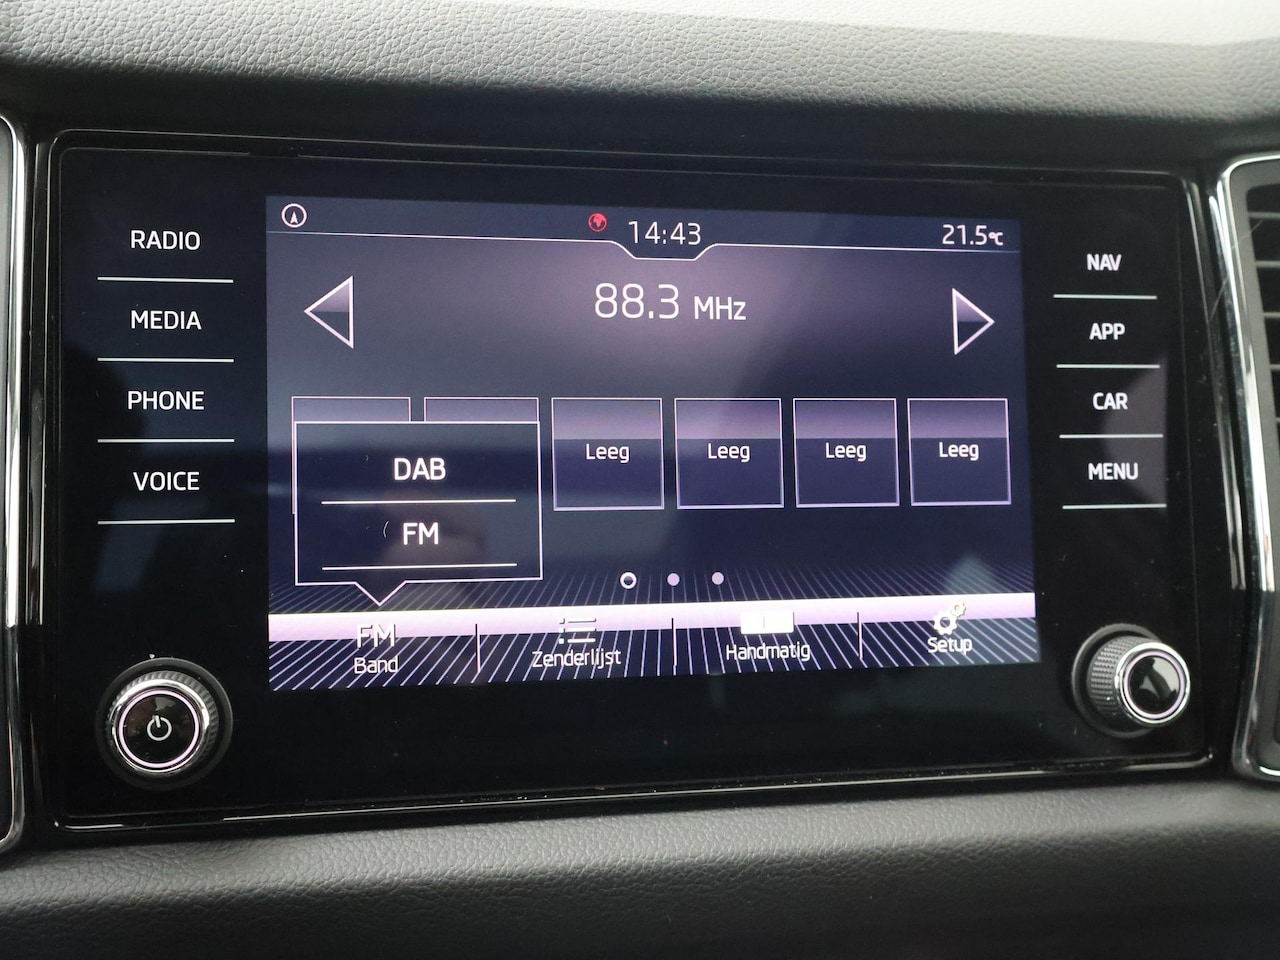 RADIO
MEDIA
PHONE
VOICE
14:43
21.5°C
88.3 MHz
Leeg
Leeg
Leeg
Leeg
DAB
FM
FM
Band
Zenderlijst
Handmatig
Setup
NAV
APP
CAR
MENU